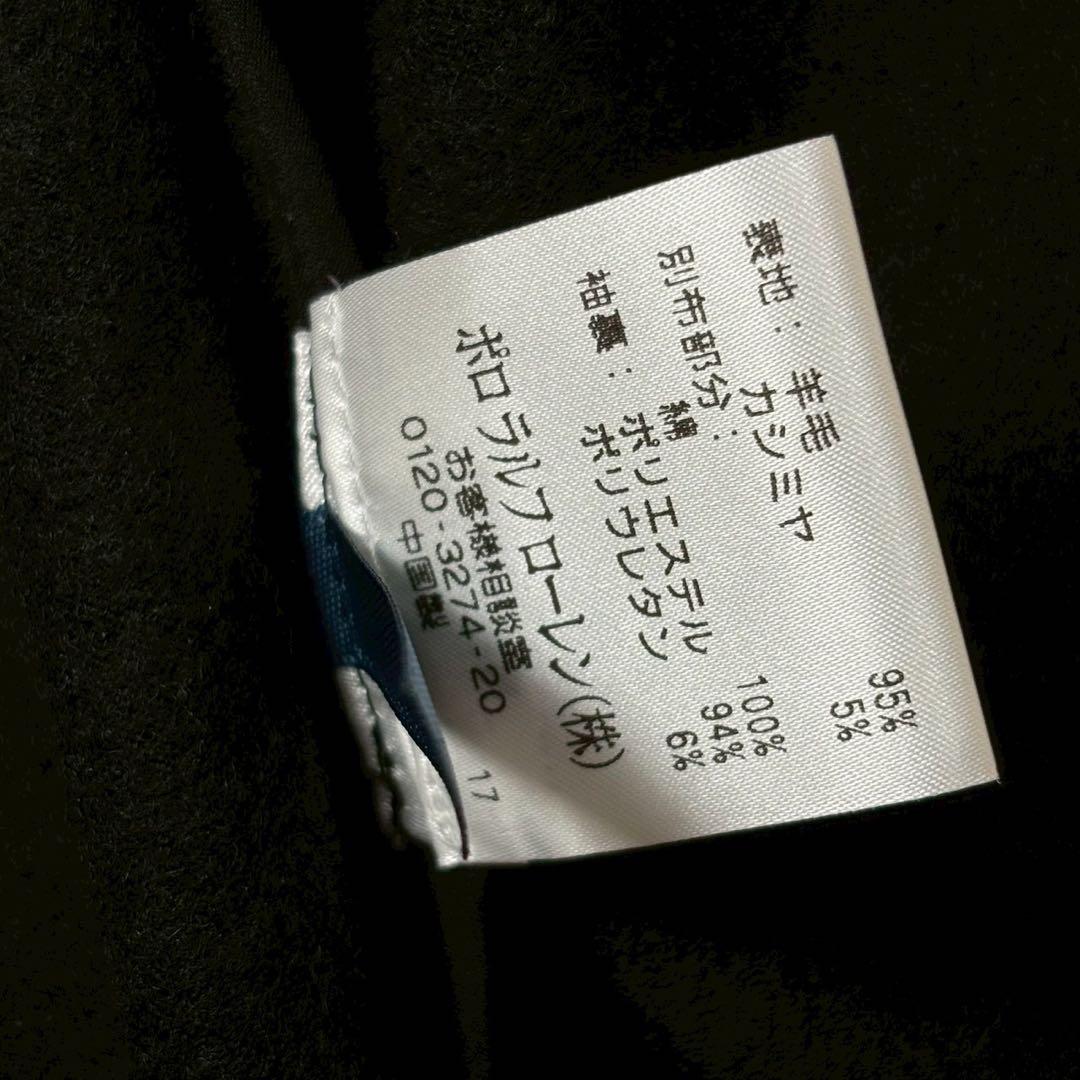 表地: 羊毛 95%
カシミヤ 5%
別布部分:
綿 100%
袖裏: ポリエステル 94%
ポリウレタン 6%
ポロ ラルフ ローレン(株)
お客様相談室
0120-3274-20
中国製 17